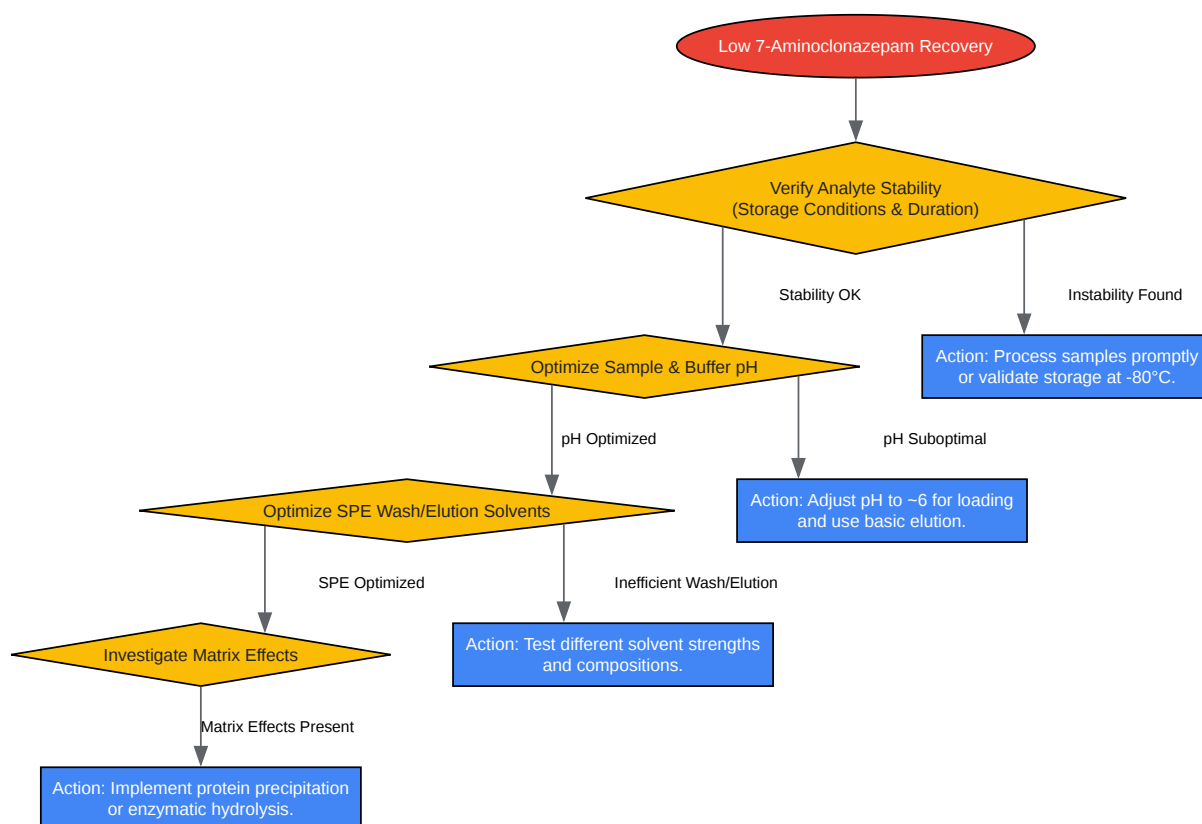 Low 7-Aminoclonazepam Recovery
Verify Analyte Stability
(Storage Conditions & Duration)
Stability OK
Instability Found
Optimize Sample & Buffer pH
Action: Process samples promptly
or validate storage at -80°C.
pH Optimized
pH Suboptimal
Optimize SPE Wash/Elution Solvents
Action: Adjust pH to ~6 for loading
and use basic elution.
SPE Optimized
Inefficient Wash/Elution
Investigate Matrix Effects
Action: Test different solvent strengths
and compositions.
Matrix Effects Present
Action: Implement protein precipitation
or enzymatic hydrolysis.